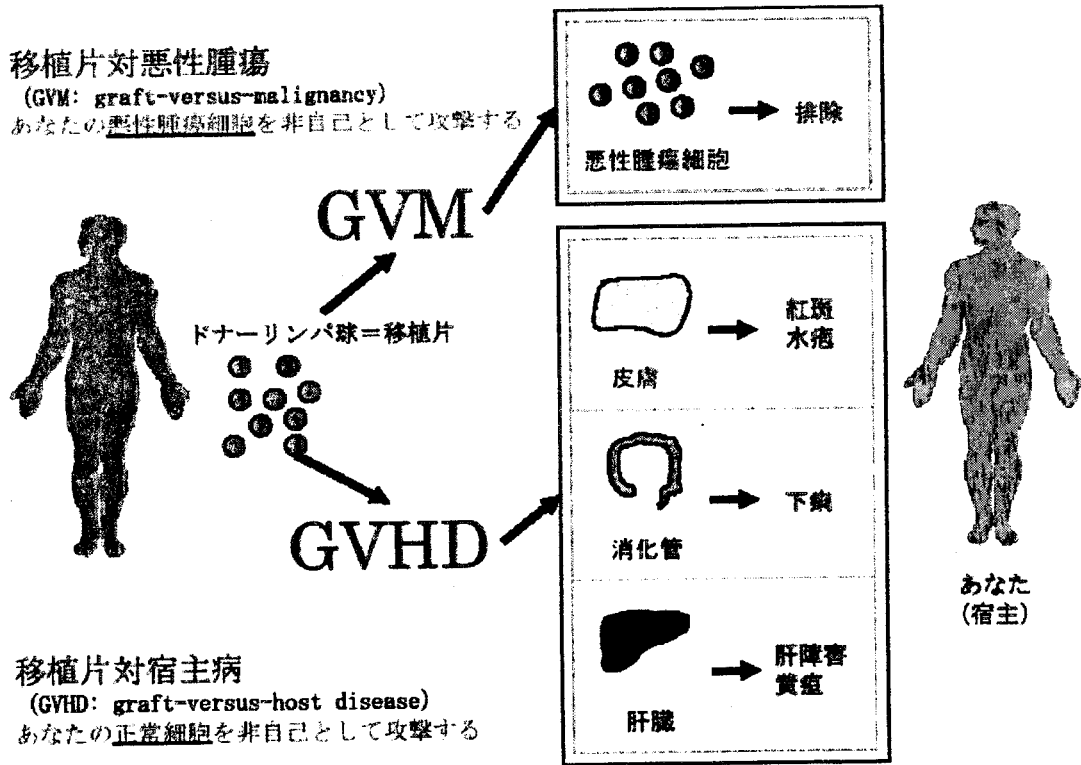 移植片対悪性腫瘍
(GVM: graft-versus-malignancy)
あなたの悪性腫瘍細胞を非自己として攻撃する
GVM
悪性腫瘍細胞
排除
ドナーリンパ球＝移植片
GVHD
皮膚
紅斑
水疱
消化管
下痢
肝臓
肝障害
黄疸
あなた
(宿主)
移植片対宿主病
(GVHD: graft-versus-host disease)
あなたの正常細胞を非自己として攻撃する